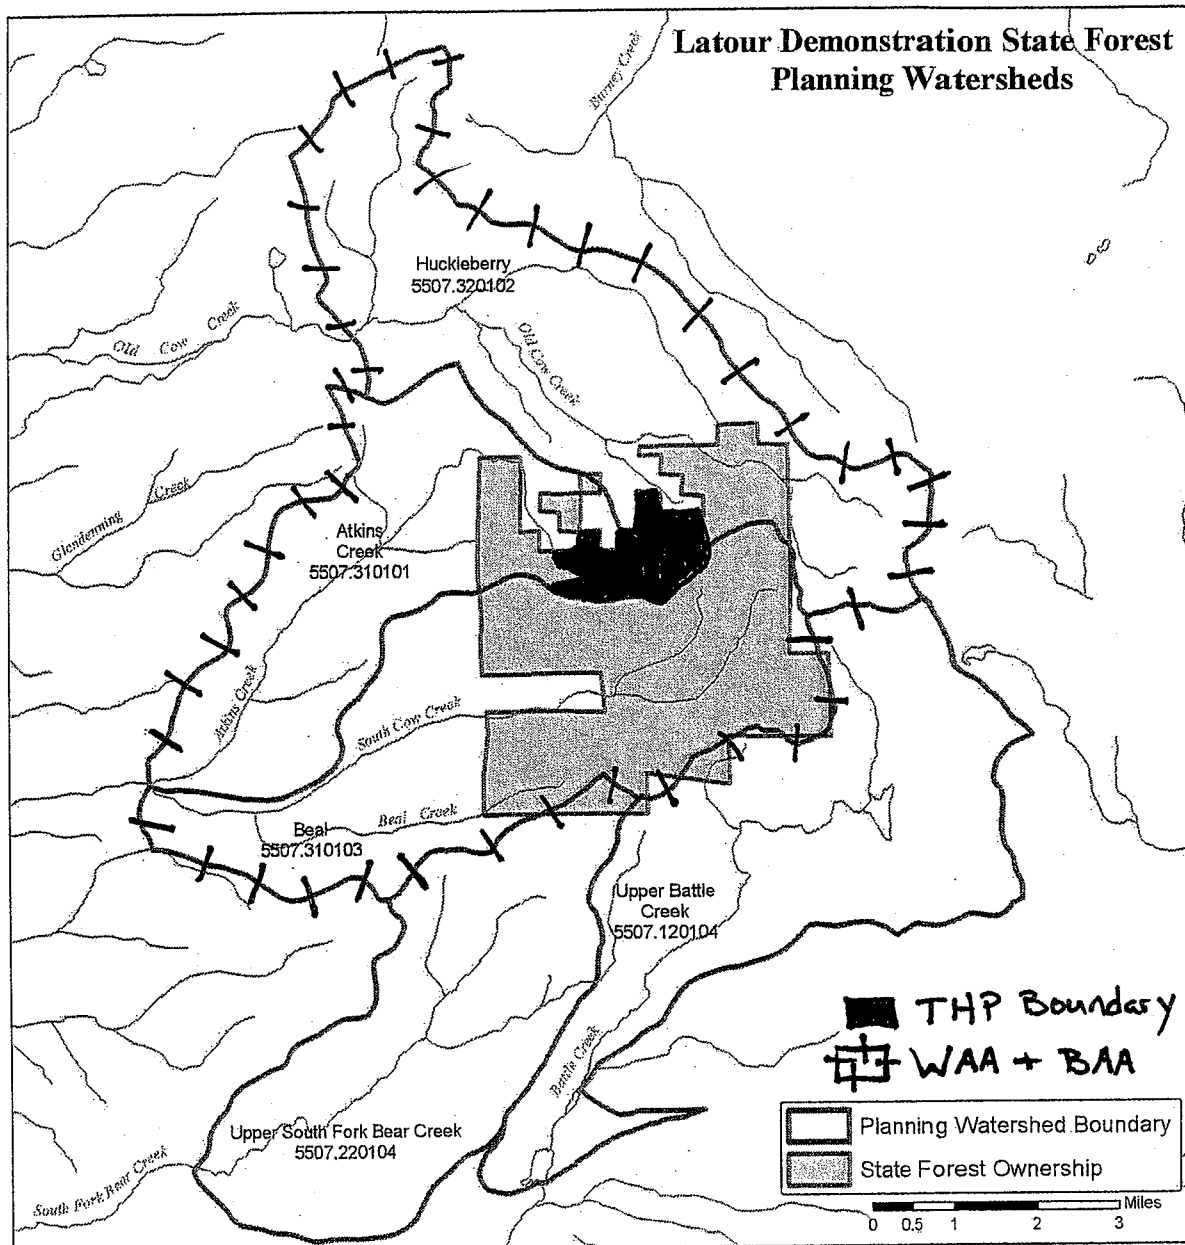 Latour Demonstration State Forest
Planning Watersheds
Burney Creek
Huckleberry
5507.320102
Old Cow Creek
Old Cow Creek
Glendenning Creek
Atkins
Creek
5507.310101
Atkins Creek
South Cow Creek
Beal Creek
Beal
5507.310103
Upper Battle
Creek
5507.120104
Battle Creek
THP Boundary
WAA + BAA
Upper South Fork Bear Creek
5507.220104
South Fork Bear Creek
Planning Watershed Boundary
State Forest Ownership
Miles
0 0.5 1 2 3